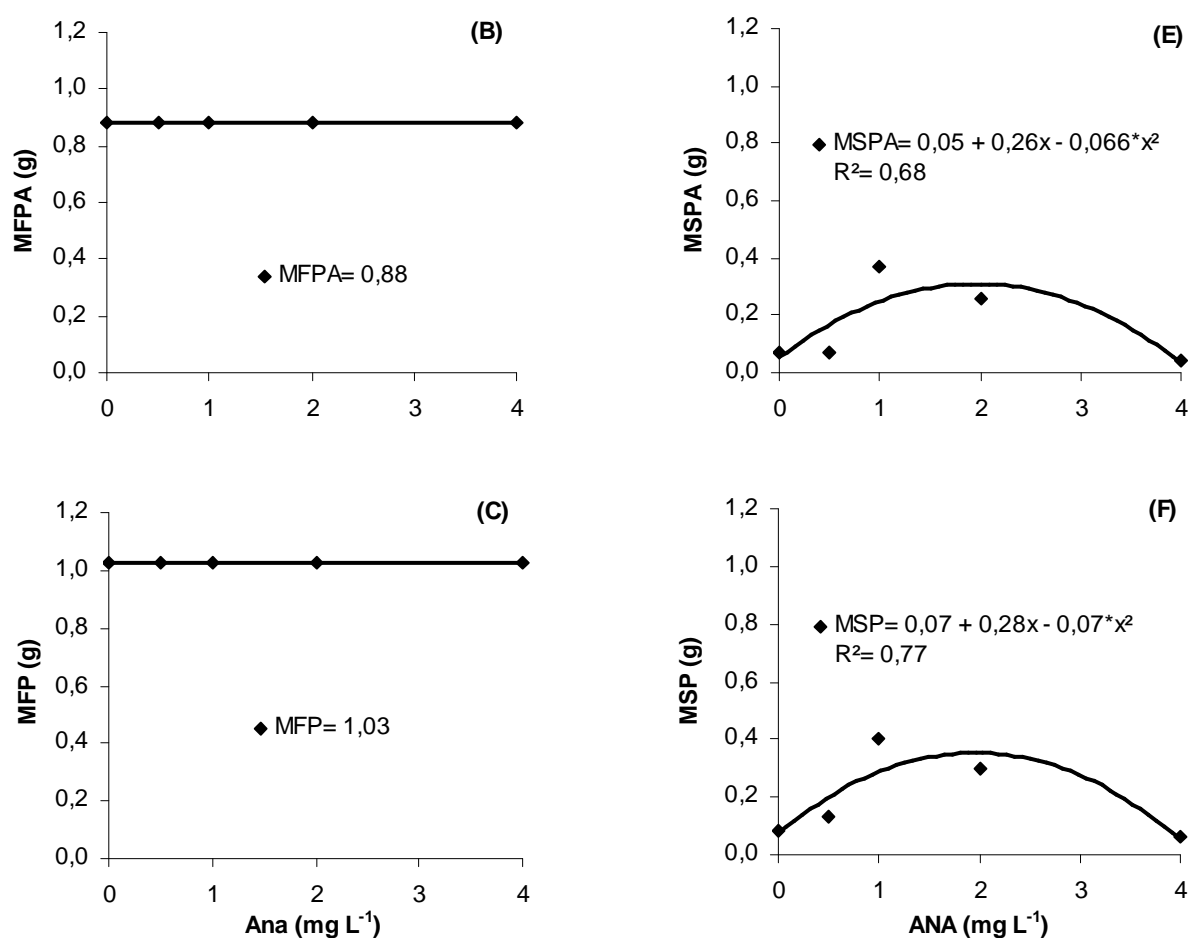 (B)
1,2
1,0
0,8
0,6
0,4
0,2
0,0
MFPA (g)
MFPA= 0,88
0 1 2 3 4
(E)
1,2
1,0
0,8
0,6
0,4
0,2
0,0
MSPA (g)
MSPA= 0,05 + 0,26x - 0,066*x²
R²= 0,68
0 1 2 3 4
(C)
1,2
1,0
0,8
0,6
0,4
0,2
0,0
MFP (g)
MFP= 1,03
0 1 2 3 4
Ana (mg L⁻¹)
(F)
1,2
1,0
0,8
0,6
0,4
0,2
0,0
MSP (g)
MSP= 0,07 + 0,28x - 0,07*x²
R²= 0,77
0 1 2 3 4
ANA (mg L⁻¹)